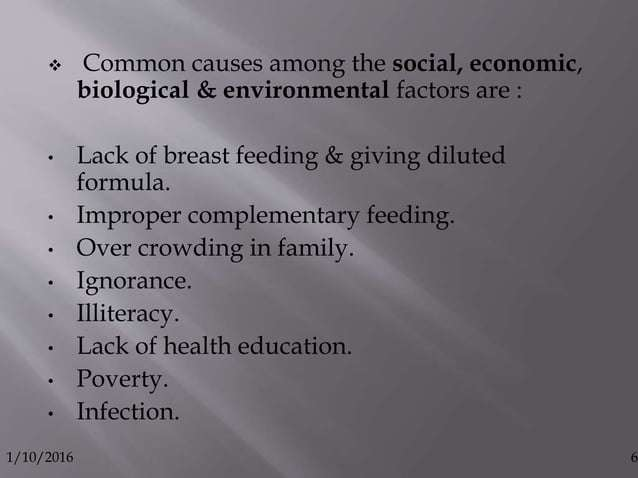 ❖ Common causes among the social, economic,
biological & environmental factors are :
• Lack of breast feeding & giving diluted
formula.
• Improper complementary feeding.
• Over crowding in family.
• Ignorance.
• Illiteracy.
• Lack of health education.
• Poverty.
• Infection.
1/10/2016 6